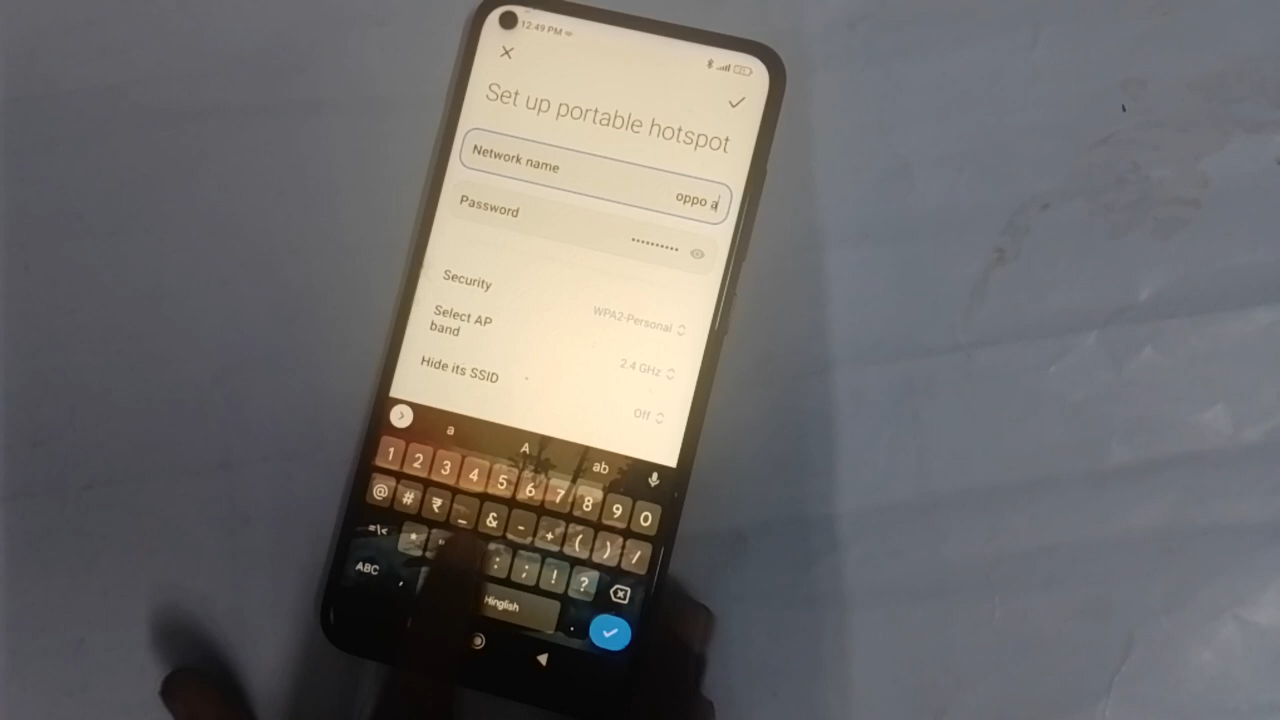 12:49 PM
Set up portable hotspot
Network name
oppo a
Password
••••••••••
Security
WPA2-Personal
Select AP
band
2.4 GHz
Hide its SSID
Off
a A ab
1 2 3 4 5 6 7 8 9 0
@ # ₹ _ & - + ( ) /
=\< * " : ; ! ?
ABC , Hinglish .